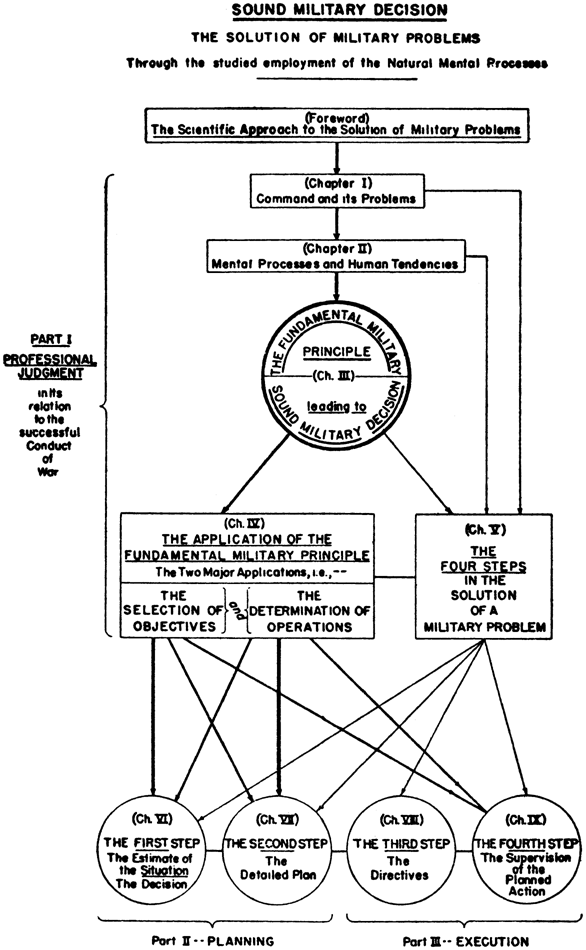 SOUND MILITARY DECISION
THE SOLUTION OF MILITARY PROBLEMS
Through the studied employment of the Natural Mental Processes
(Foreword)
The Scientific Approach to the Solution of Military Problems
(Chapter I)
Command and its Problems
(Chapter II)
Mental Processes and Human Tendencies
THE FUNDAMENTAL MILITARY
PRINCIPLE
(Ch. III)
leading to
SOUND MILITARY DECISION
PART I
PROFESSIONAL
JUDGMENT
in its
relation
to the
successful
Conduct
of
War
(Ch. IV)
THE APPLICATION OF THE
FUNDAMENTAL MILITARY PRINCIPLE
The Two Major Applications, i.e., --
THE
SELECTION OF
OBJECTIVES
and
THE
DETERMINATION OF
OPERATIONS
(Ch. V)
THE
FOUR STEPS
IN THE
SOLUTION
OF A
MILITARY PROBLEM
(Ch. VI)
THE FIRST STEP
The Estimate of
the Situation
The Decision
(Ch. VII)
THE SECOND STEP
The
Detailed Plan
(Ch. VIII)
THE THIRD STEP
The
Directives
(Ch. IX)
THE FOURTH STEP
The Supervision
of the
Planned
Action
Part II -- PLANNING
Part III -- EXECUTION